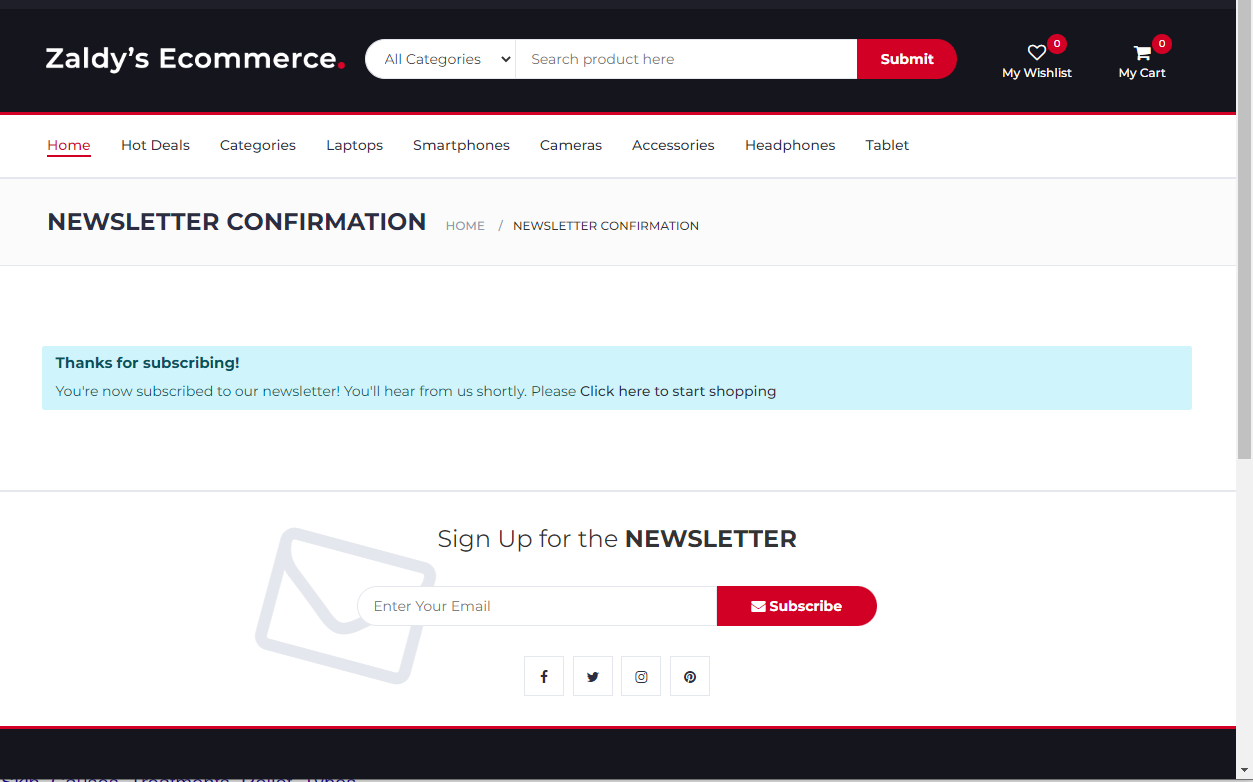 Zaldy's Ecommerce.
All Categories
Search product here
Submit
0
My Wishlist
0
My Cart
Home Hot Deals Categories Laptops Smartphones Cameras Accessories Headphones Tablet
NEWSLETTER CONFIRMATION HOME / NEWSLETTER CONFIRMATION
Thanks for subscribing!
You're now subscribed to our newsletter! You'll hear from us shortly. Please Click here to start shopping
Sign Up for the NEWSLETTER
Enter Your Email
Subscribe